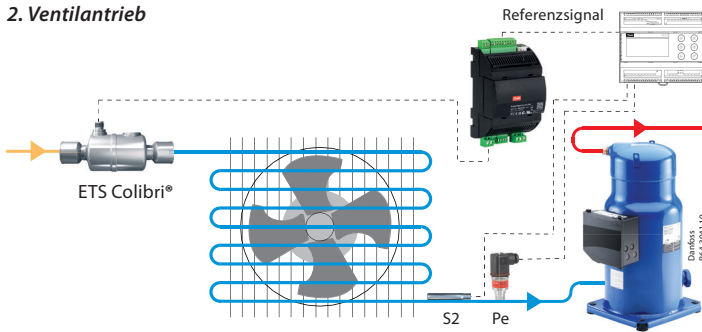 2. Ventilantrieb
Referenzsignal
ETS Colibri®
S2
Pe
Danfoss